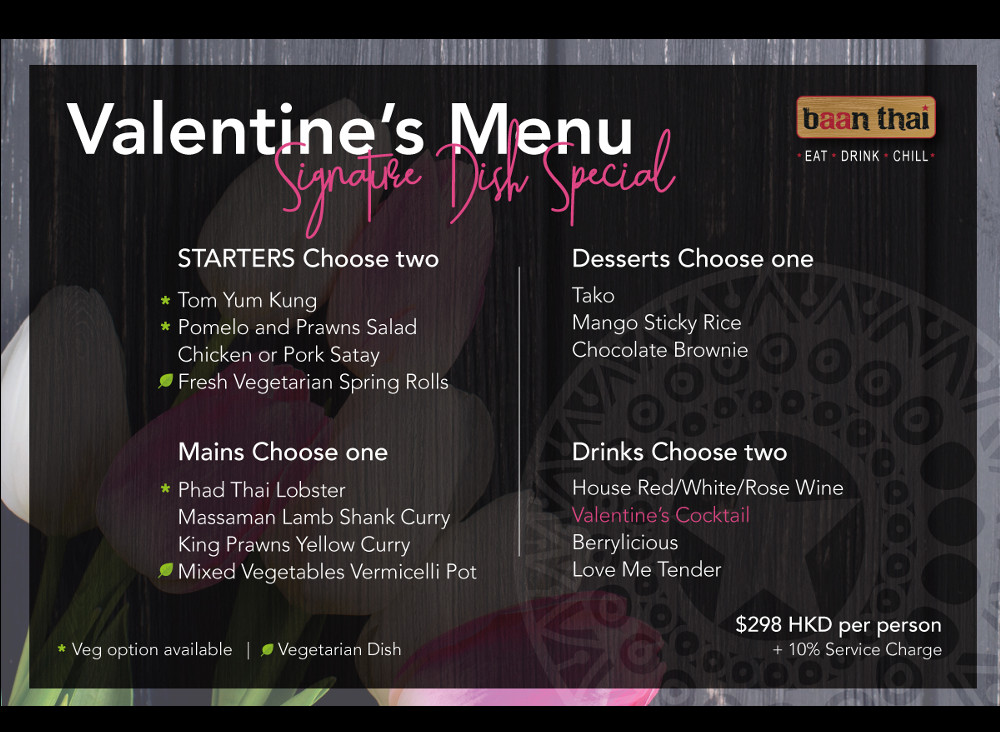 Valentine's Menu
Signature Dish Special
baan thai
• EAT • DRINK • CHILL •
STARTERS Choose two
* Tom Yum Kung
* Pomelo and Prawns Salad
Chicken or Pork Satay
Fresh Vegetarian Spring Rolls
Mains Choose one
* Phad Thai Lobster
Massaman Lamb Shank Curry
King Prawns Yellow Curry
Mixed Vegetables Vermicelli Pot
Desserts Choose one
Tako
Mango Sticky Rice
Chocolate Brownie
Drinks Choose two
House Red/White/Rose Wine
Valentine's Cocktail
Berrylicious
Love Me Tender
$298 HKD per person
+ 10% Service Charge
* Veg option available | Vegetarian Dish